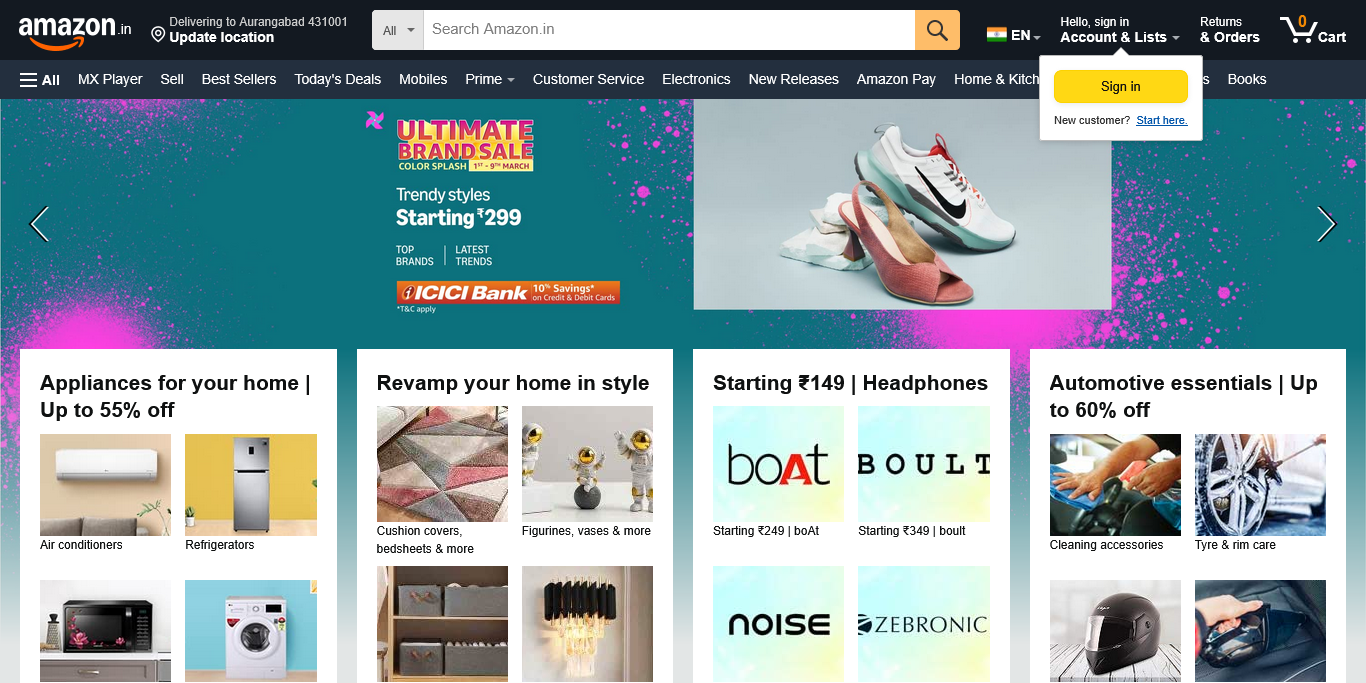 amazon.in
Delivering to Aurangabad 431001
Update location
All
Search Amazon.in
EN
Hello, sign in
Account & Lists
Returns
& Orders
0
Cart
All
MX Player
Sell
Best Sellers
Today's Deals
Mobiles
Prime
Customer Service
Electronics
New Releases
Amazon Pay
Home & Kitch
s
Books
Sign in
New customer? Start here.
ULTIMATE
BRAND SALE
COLOR SPLASH 1ST - 9TH MARCH
Trendy styles
Starting ₹299
TOP
BRANDS
LATEST
TRENDS
ICICI Bank
10% Savings*
on Credit & Debit Cards
*T&C apply
Appliances for your home |
Up to 55% off
Air conditioners
Refrigerators
Revamp your home in style
Cushion covers,
bedsheets & more
Figurines, vases & more
Starting ₹149 | Headphones
boAt
BOULT
Starting ₹249 | boAt
Starting ₹349 | boult
noise
ZEBRONIC
Automotive essentials | Up
to 60% off
Cleaning accessories
Tyre & rim care